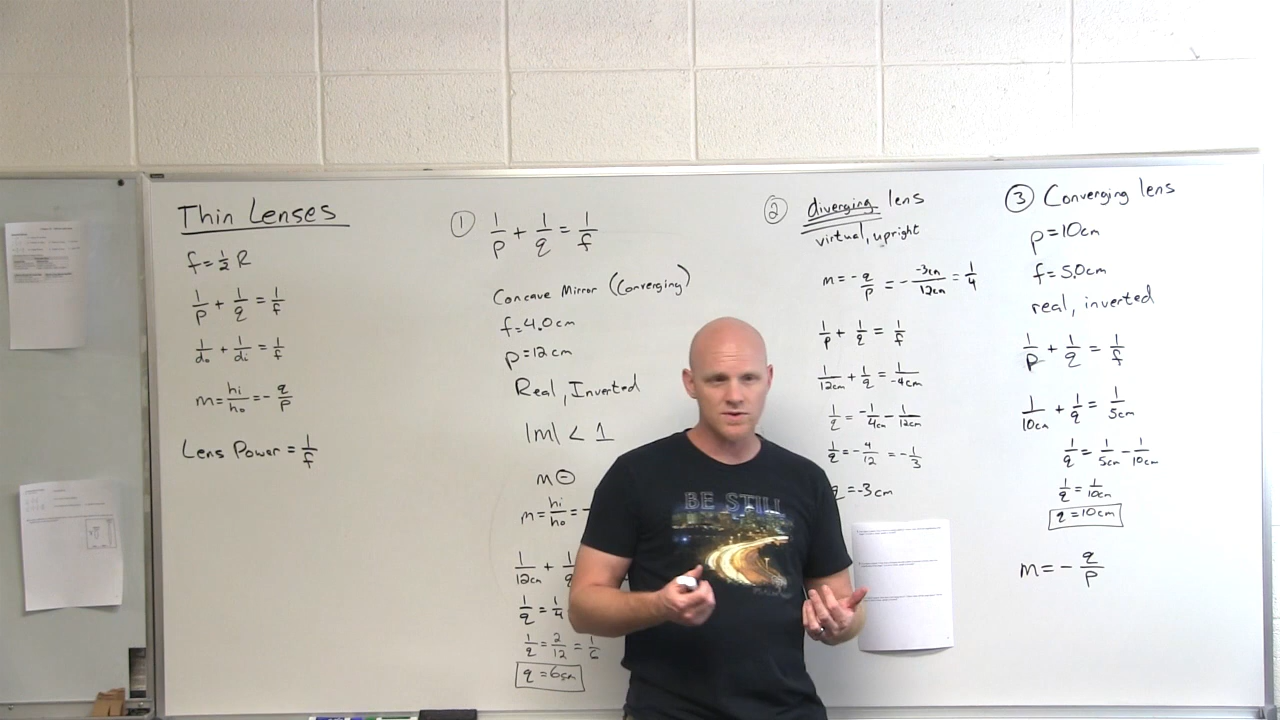 Thin Lenses
f = 1/2 R
1/p + 1/q = 1/f
1/do + 1/di = 1/f
m = hi/ho = - q/p
Lens Power = 1/f
① 1/p + 1/q = 1/f
Concave Mirror (Converging)
f = 4.0cm
p = 12cm
Real, Inverted
|m| < 1
m ⊖
m = hi/ho = -
1/12cm + 1/q
1/q = 1/4
1/q = 2/12 = 1/6
q = 6cm
② diverging lens
virtual, upright
m = - q/p = - -3cm/12cm = 1/4
1/p + 1/q = 1/f
1/12cm + 1/q = 1/-4cm
1/q = -1/4cm - 1/12cm
1/q = - 4/12 = - 1/3
q = -3cm
③ Converging lens
p = 10cm
f = 5.0cm
real, inverted
1/p + 1/q = 1/f
1/10cm + 1/q = 1/5cm
1/q = 1/5cm - 1/10cm
1/q = 1/10cm
q = 10cm
m = - q/p
BE STILL